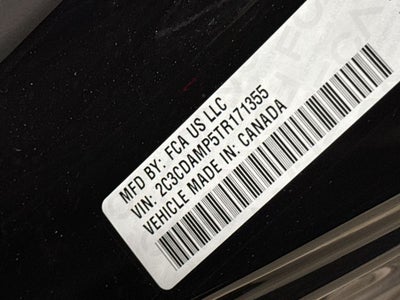 MFD BY: FCA US LLC
VIN: 2C3CDAMP5TR171355
VEHICLE MADE IN: CANADA